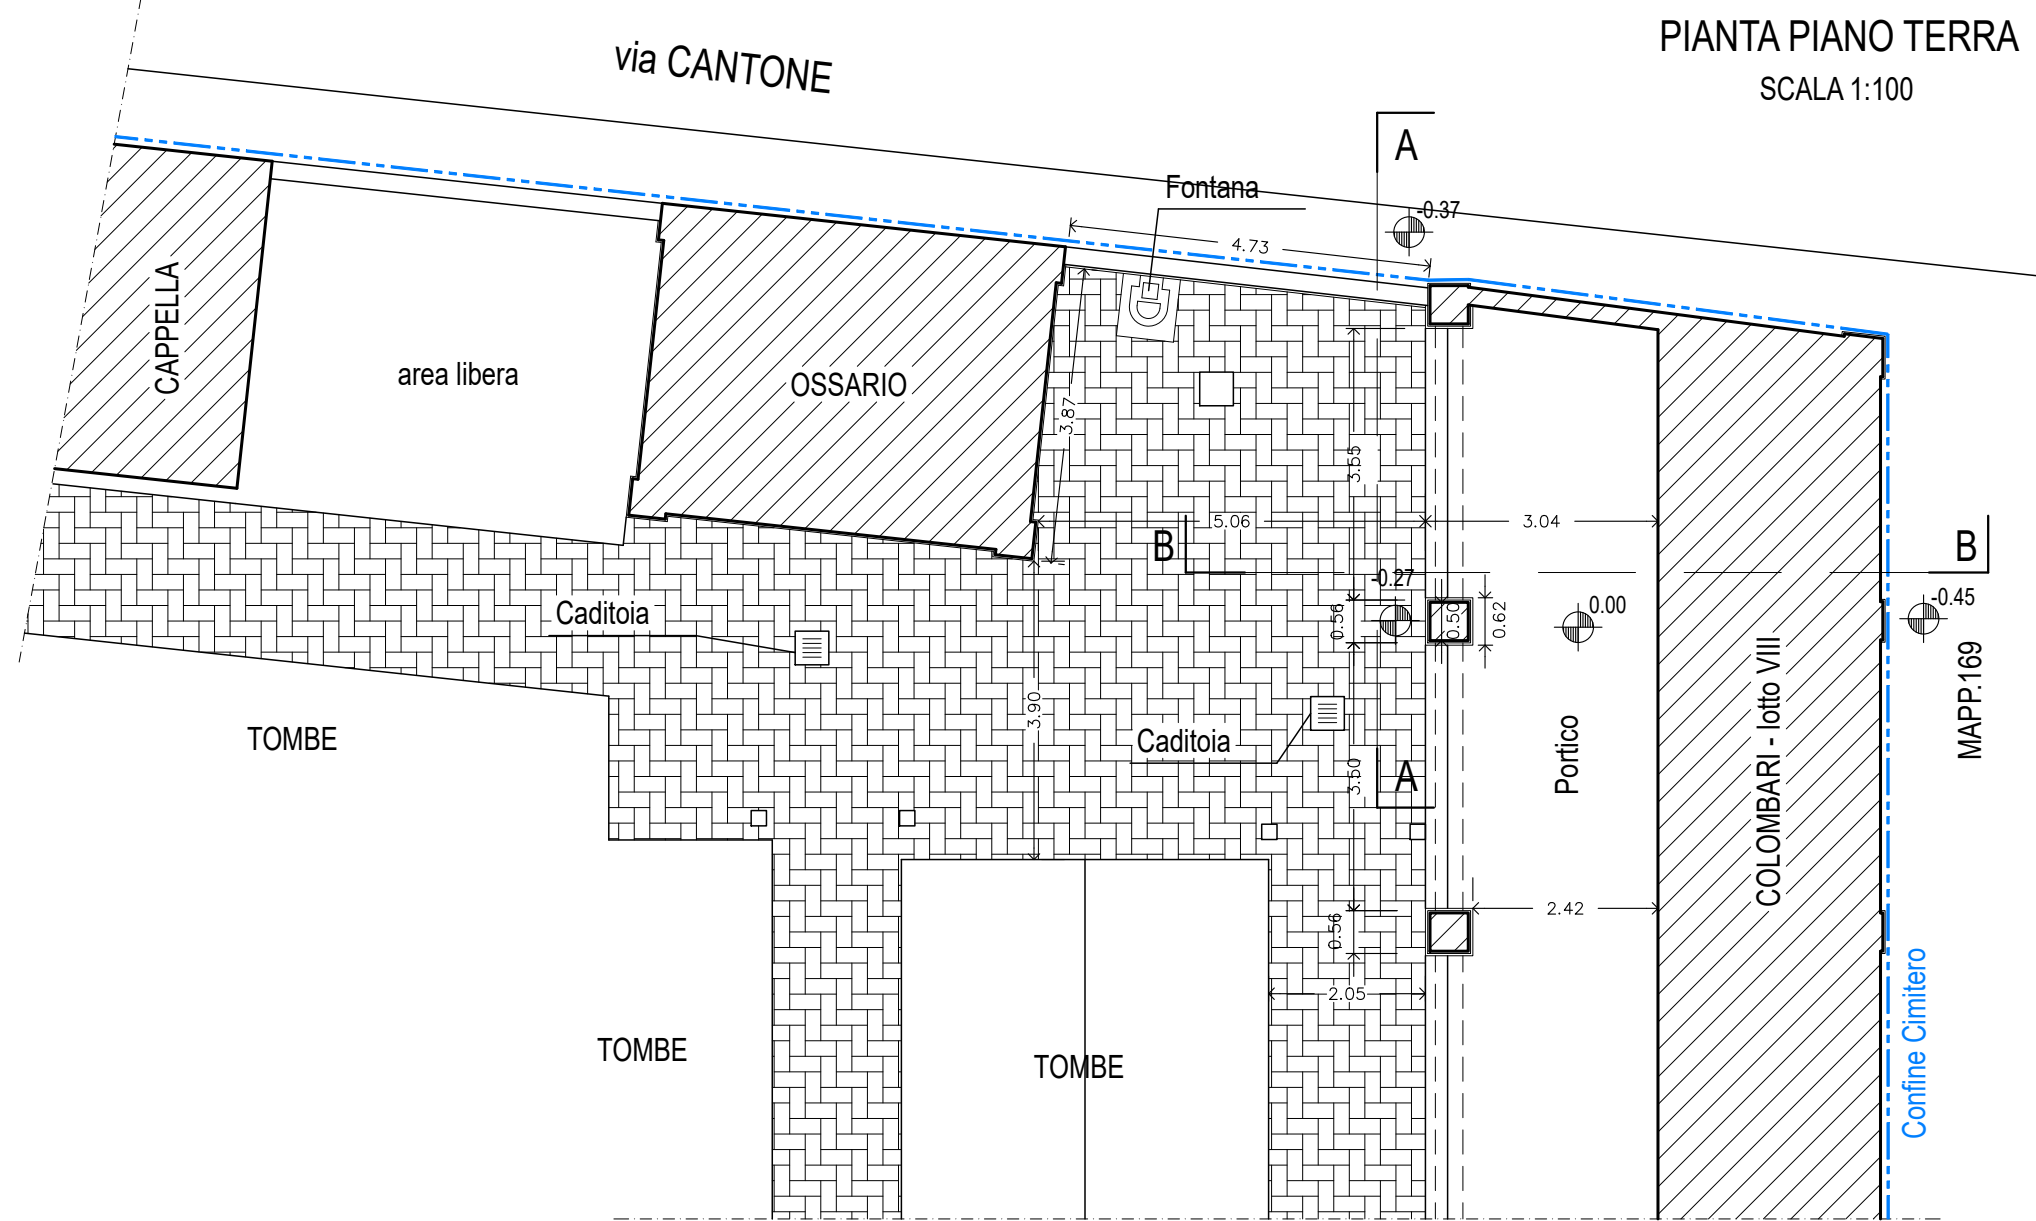 PIANTA PIANO TERRA
SCALA 1:100
via CANTONE
A
Fontana
-0.37
4.73
CAPPELLA
area libera
OSSARIO
3.87
3.55
5.06
3.04
B
B
-0.27
0.56
0.50
0.62
0.00
-0.45
Caditoia
MAPP.169
COLOMBARI - lotto VIII
Portico
3.90
TOMBE
Caditoia
3.50
A
2.42
0.56
2.05
Confine Cimitero
TOMBE
TOMBE